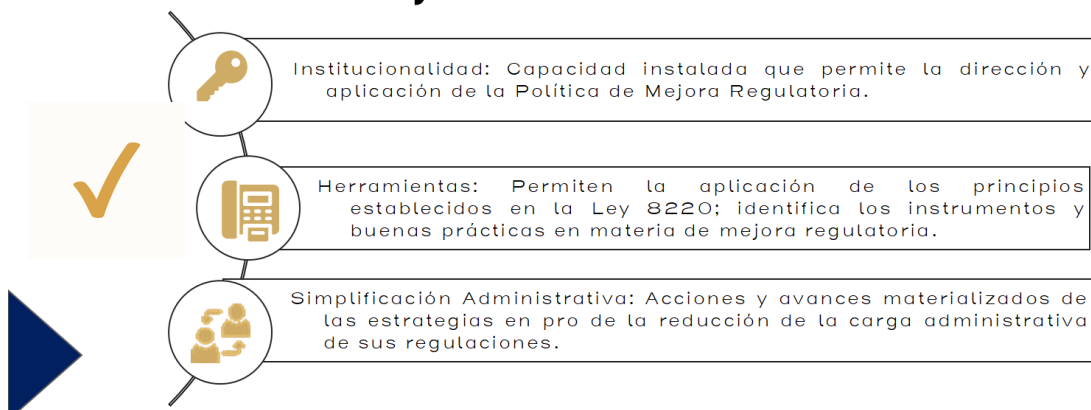 Institucionalidad: Capacidad instalada que permite la dirección y
aplicación de la Política de Mejora Regulatoria.
Herramientas: Permiten la aplicación de los principios
establecidos en la Ley 8220; identifica los instrumentos y
buenas prácticas en materia de mejora regulatoria.
Simplificación Administrativa: Acciones y avances materializados de
las estrategias en pro de la reducción de la carga administrativa
de sus regulaciones.